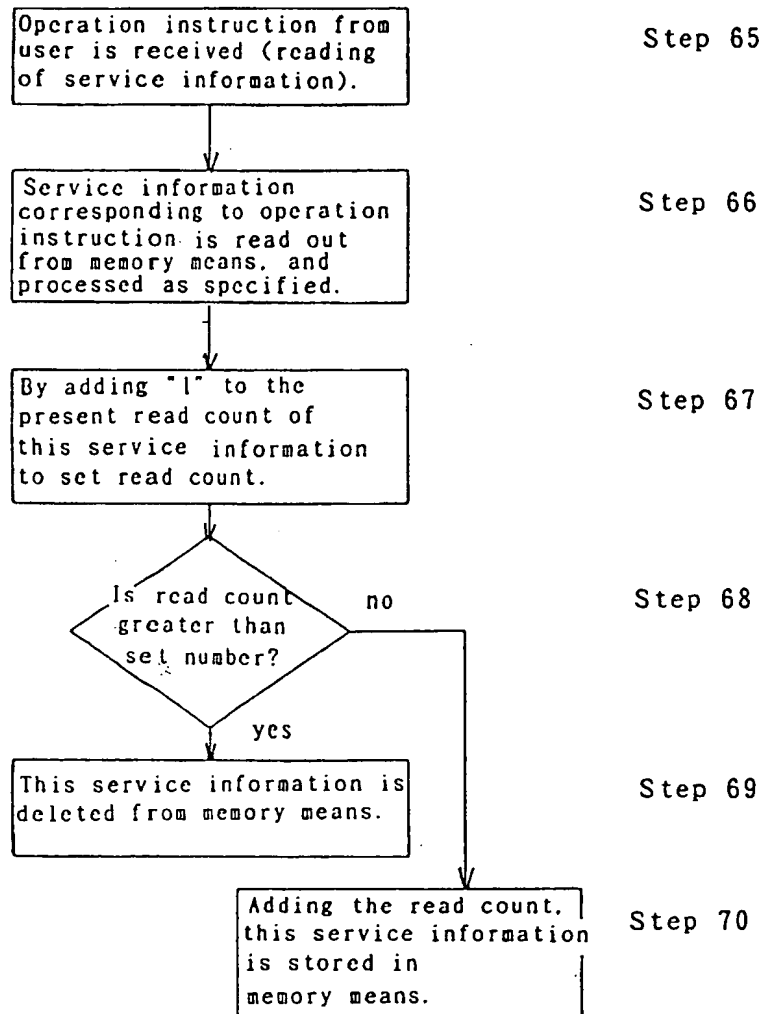 Operation instruction from
user is received (reading
of service information).
Step 65
Service information
corresponding to operation
instruction is read out
from memory means, and
processed as specified.
Step 66
By adding "1" to the
present read count of
this service information
to set read count.
Step 67
Is read count
greater than
set number?
no
yes
Step 68
This service information is
deleted from memory means.
Step 69
Adding the read count,
this service information
is stored in
memory means.
Step 70